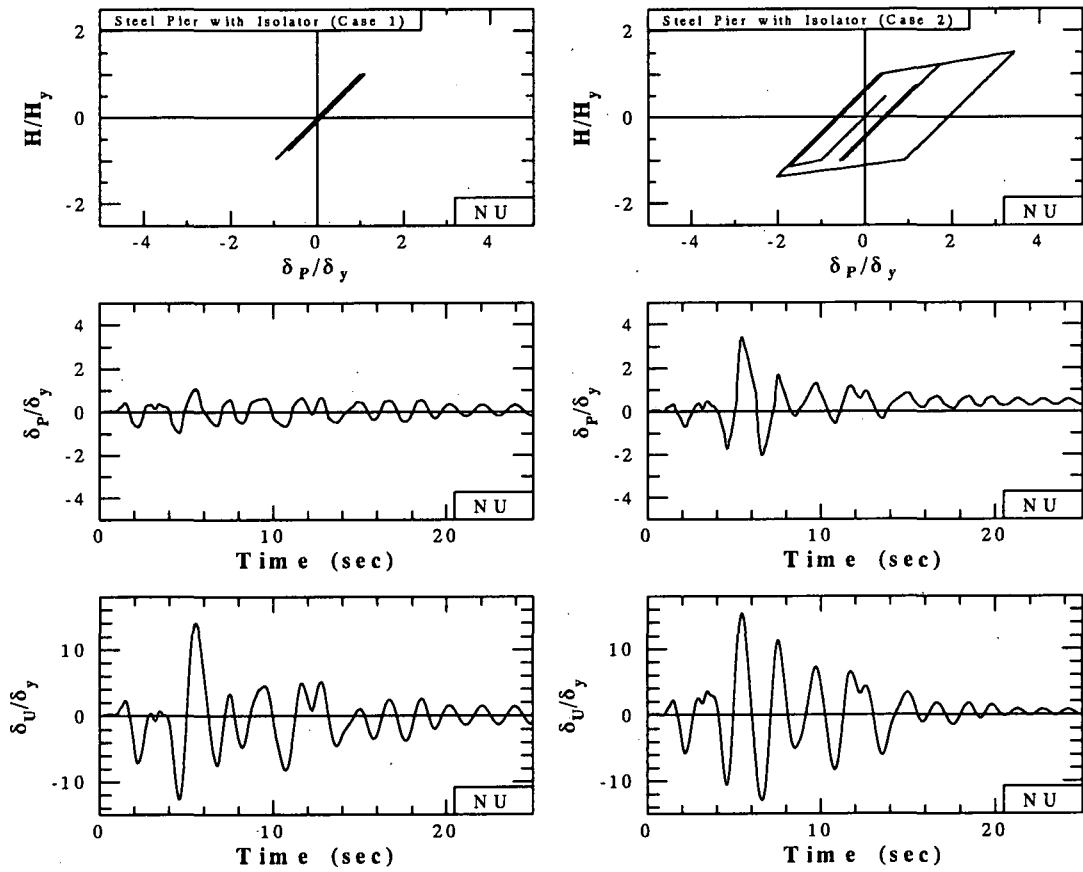 Steel Pier with Isolator (Case 1)
2
0
-2
H/Hy
NU
-4 -2 0 2 4
δP/δy
Steel Pier with Isolator (Case 2)
2
0
-2
H/Hy
NU
-4 -2 0 2 4
δP/δy
4
2
0
-2
-4
δP/δy
NU
0 10 20
Time (sec)
4
2
0
-2
-4
δP/δy
NU
0 10 20
Time (sec)
10
0
-10
δU/δy
NU
0 10 20
Time (sec)
10
0
-10
δU/δy
NU
0 10 20
Time (sec)